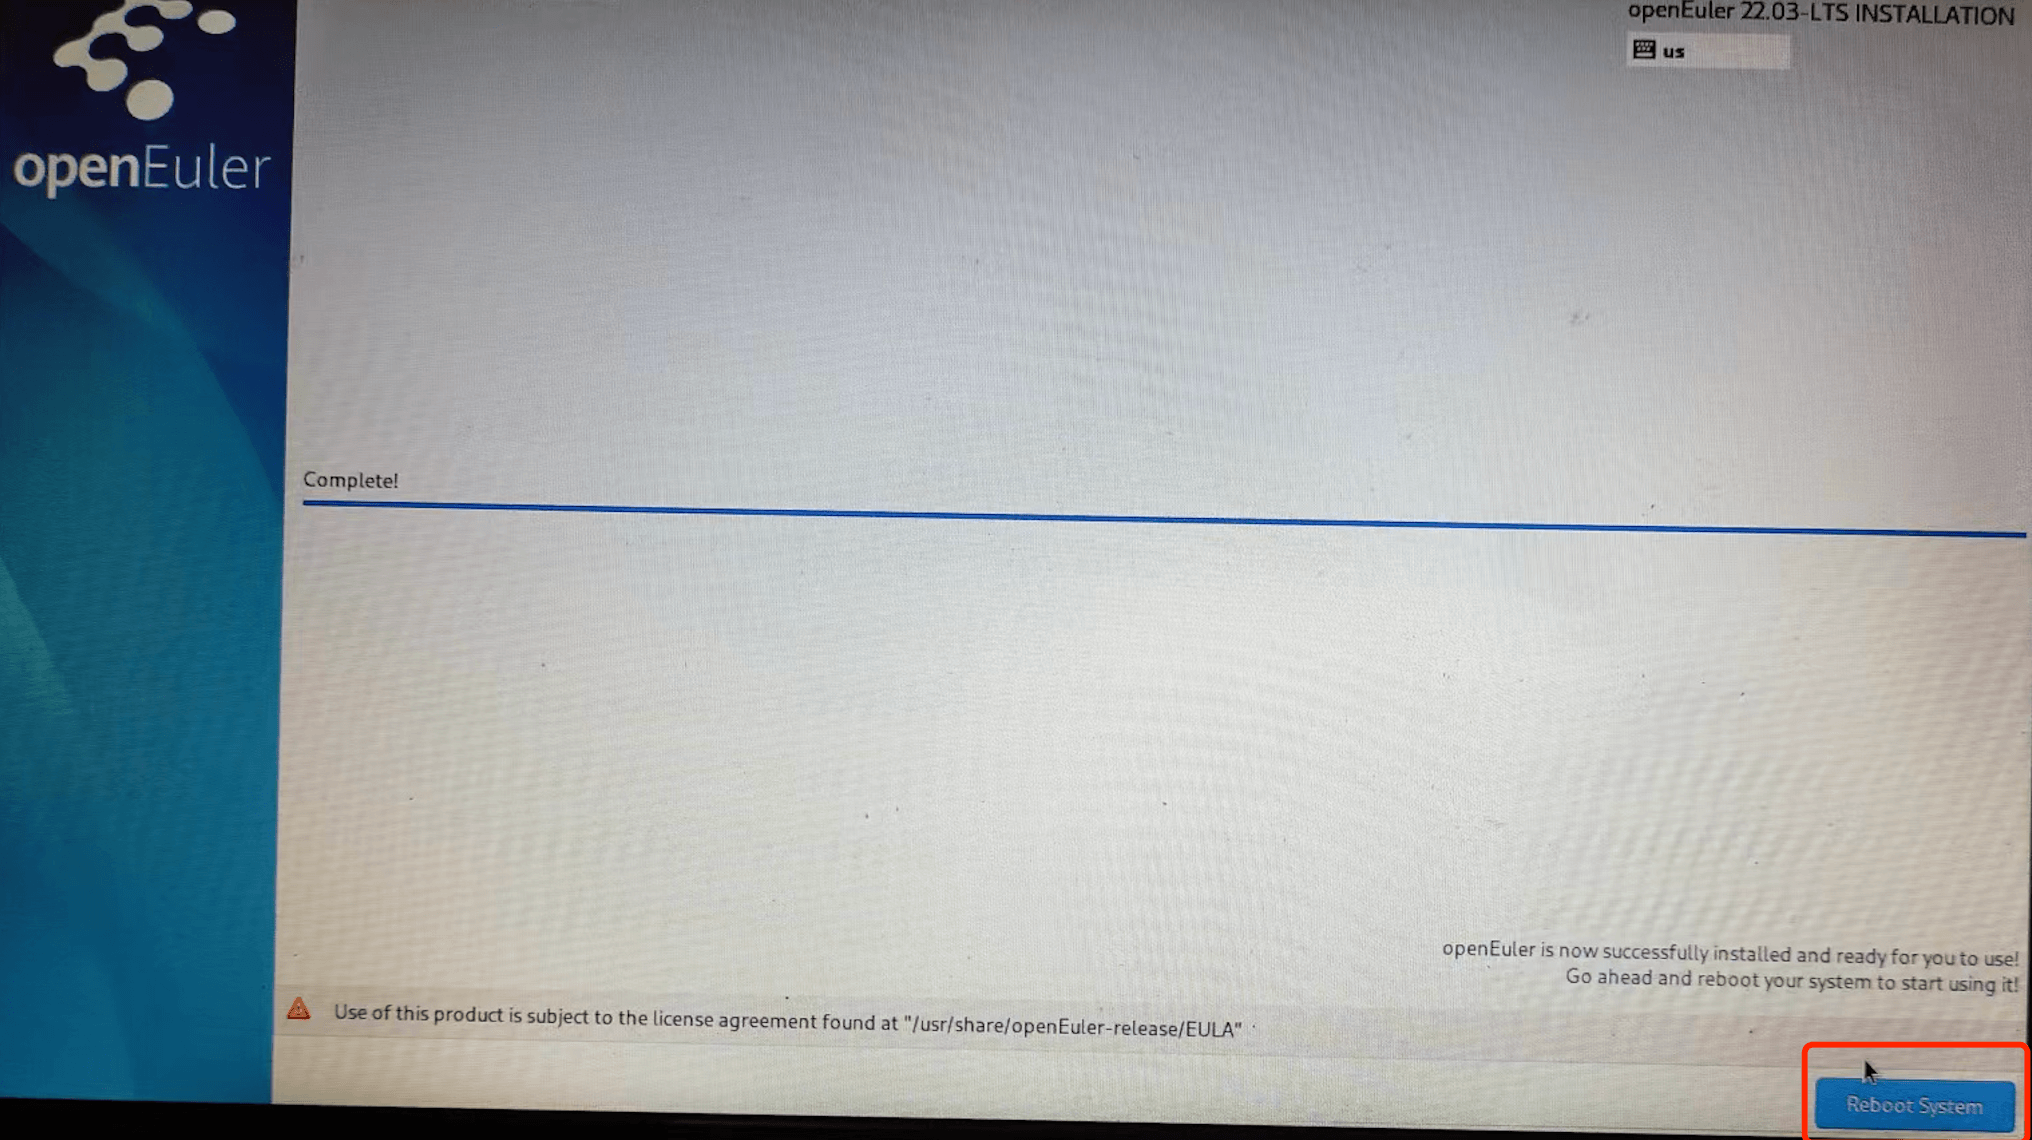 openEuler
openEuler 22.03-LTS INSTALLATION
us
Complete!
openEuler is now successfully installed and ready for you to use!
Go ahead and reboot your system to start using it!
Use of this product is subject to the license agreement found at "/usr/share/openEuler-release/EULA"
Reboot System